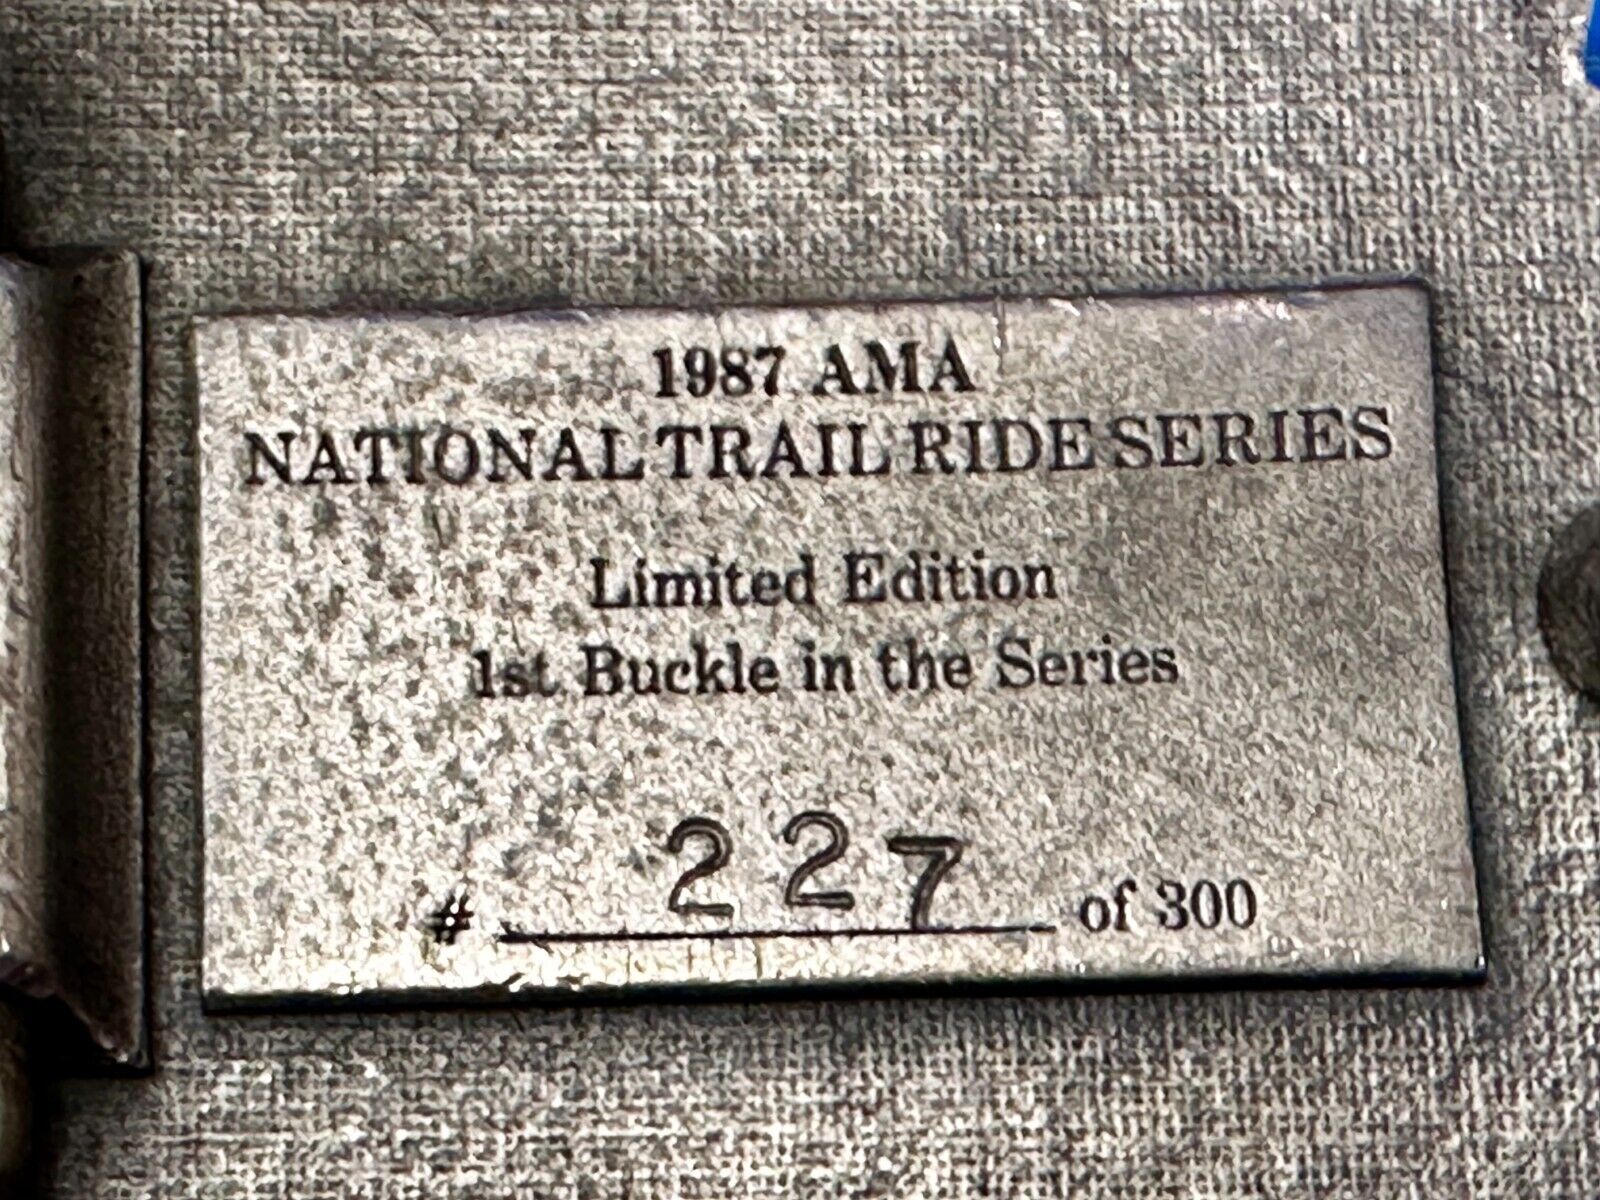 1987 AMA
NATIONAL TRAIL RIDE SERIES
Limited Edition
1st Buckle in the Series
# 227 of 300